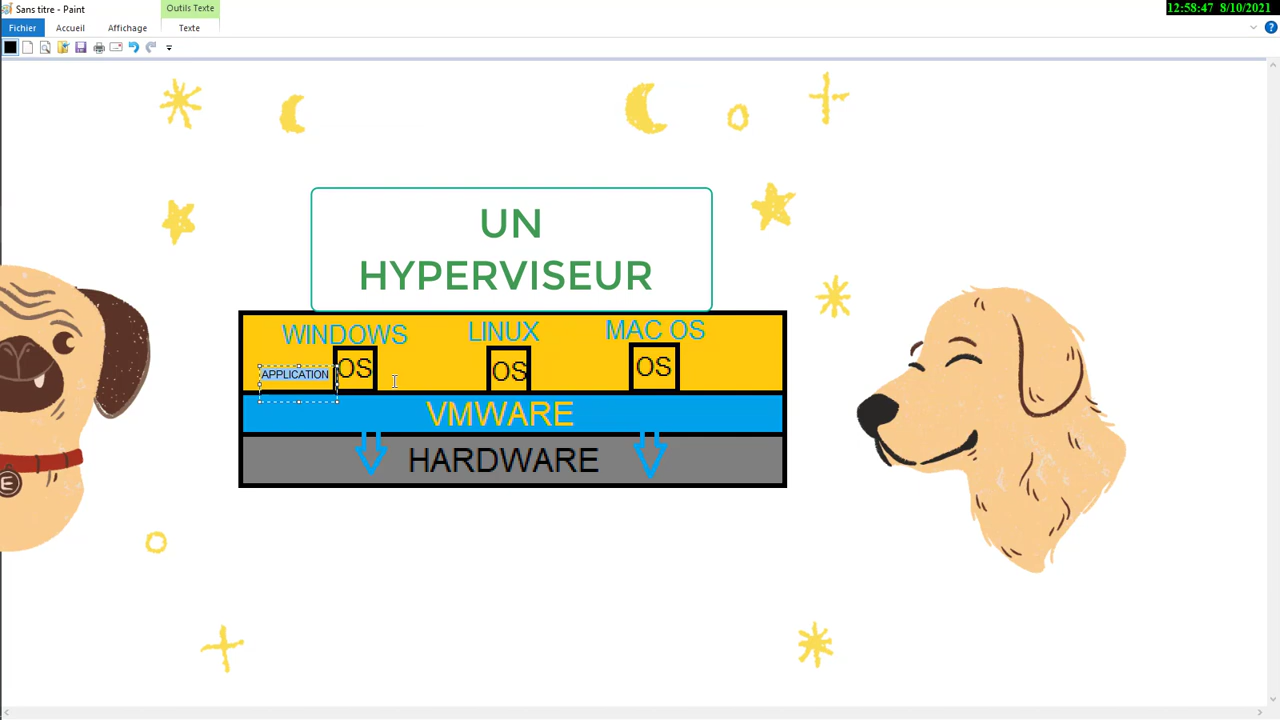 Sans titre - Paint
Outils Texte
12:58:47 8/10/2021
Fichier
Accueil
Affichage
Texte
UN
HYPERVISEUR
WINDOWS
LINUX
MAC OS
APPLICATION
OS
OS
OS
VMWARE
HARDWARE
E